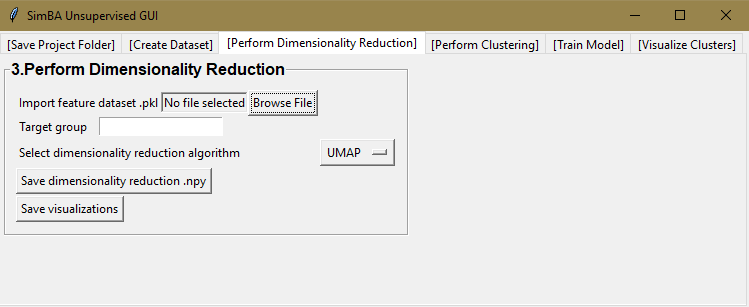 SimBA Unsupervised GUI
[Save Project Folder] [Create Dataset] [Perform Dimensionality Reduction] [Perform Clustering] [Train Model] [Visualize Clusters]
3.Perform Dimensionality Reduction
Import feature dataset .pkl No file selected Browse File
Target group
Select dimensionality reduction algorithm UMAP
Save dimensionality reduction .npy
Save visualizations